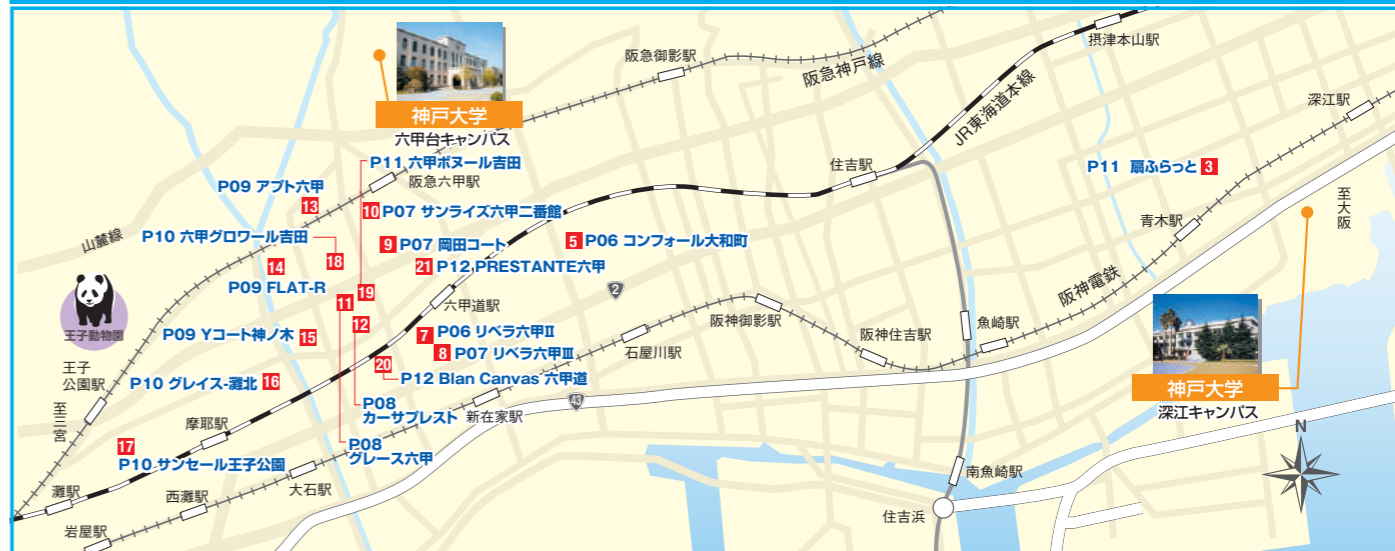 摂津本山駅
阪急御影駅
阪急神戸線
JR東海道本線
深江駅
神戸大学
六甲台キャンパス
P11 六甲ボヌール吉田
住吉駅
P11 扇ふらっと 3
阪急六甲駅
P09 アプト六甲
13
至大阪
10 P07 サンライズ六甲二番館
青木駅
山麓線
P10 六甲グロワール吉田
18
9 P07 岡田コート
5 P06 コンフォール大和町
14
P09 FLAT-R
21 P12 PRESTANTE六甲
阪神電鉄
2
19
11
六甲道駅
阪神御影駅
王子動物園
12
魚崎駅
P09 Yコート神ノ木 15
7 P06 リベラ六甲Ⅱ
石屋川駅
阪神住吉駅
8 P07 リベラ六甲Ⅲ
王子
公園駅
20
P12 Blan Canvas 六甲道
P10 グレイス-灘北 16
神戸大学
深江キャンパス
43
至三宮
P08
カーサプレスト
新在家駅
摩耶駅
N
17
P10 サンセール王子公園
P08
グレース六甲
大石駅
南魚崎駅
灘駅
西灘駅
住吉浜
岩屋駅